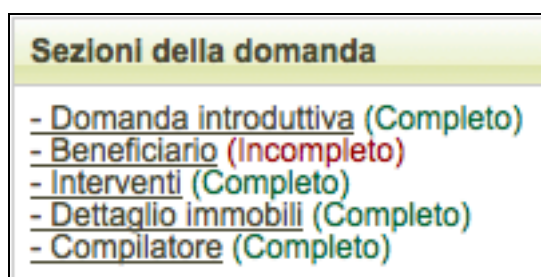 Sezioni della domanda
- Domanda introduttiva (Completo)
- Beneficiario (Incompleto)
- Interventi (Completo)
- Dettaglio immobili (Completo)
- Compilatore (Completo)